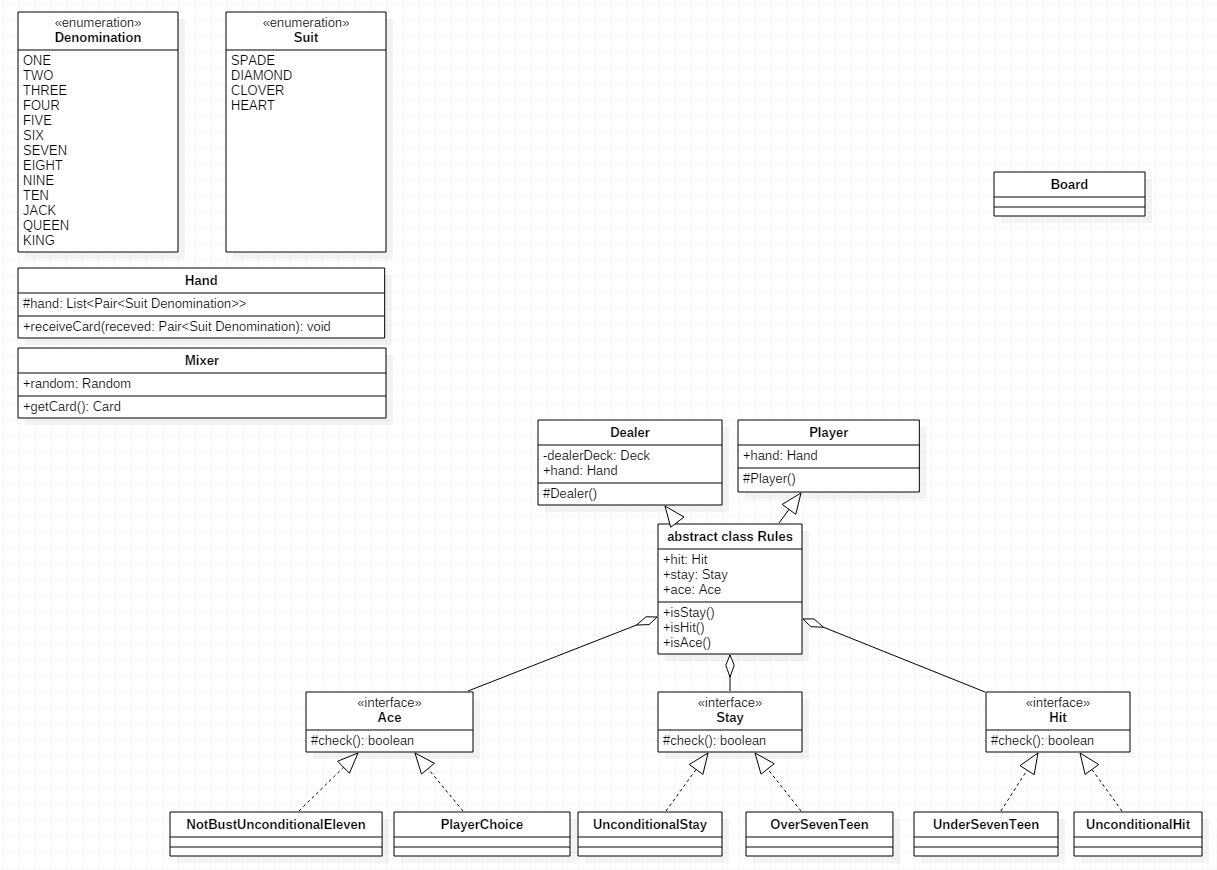 «enumeration»
Denomination
ONE
TWO
THREE
FOUR
FIVE
SIX
SEVEN
EIGHT
NINE
TEN
JACK
QUEEN
KING
«enumeration»
Suit
SPADE
DIAMOND
CLOVER
HEART
Board
Hand
#hand: List<Pair<Suit Denomination>>
+receiveCard(receved: Pair<Suit Denomination): void
Mixer
+random: Random
+getCard(): Card
Dealer
-dealerDeck: Deck
+hand: Hand
#Dealer()
Player
+hand: Hand
#Player()
abstract class Rules
+hit: Hit
+stay: Stay
+ace: Ace
+isStay()
+isHit()
+isAce()
«interface»
Ace
#check(): boolean
«interface»
Stay
#check(): boolean
«interface»
Hit
#check(): boolean
NotBustUnconditionalEleven
PlayerChoice
UnconditionalStay
OverSevenTeen
UnderSevenTeen
UnconditionalHit